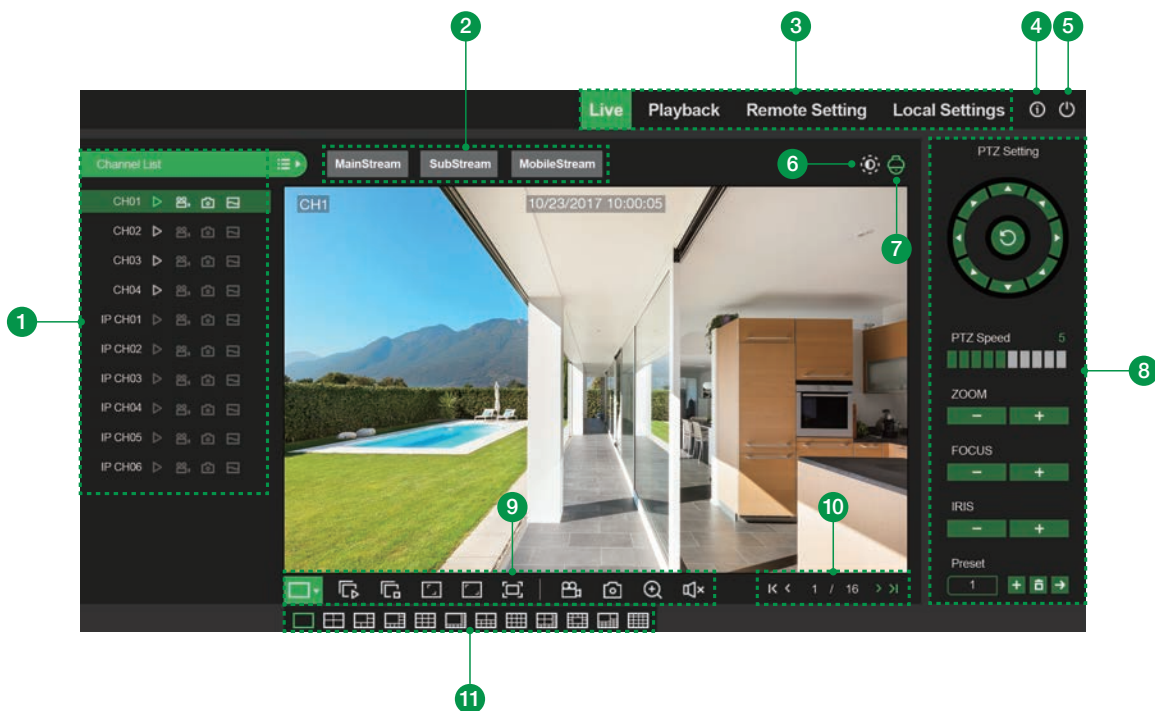 2
3
4
5
Live Playback Remote Setting Local Settings
Channel List
MainStream SubStream MobileStream
6
7
PTZ Setting
CH1
10/23/2017 10:00:05
CH01
CH02
CH03
CH04
IP CH01
IP CH02
IP CH03
IP CH04
IP CH05
IP CH06
1
PTZ Speed 5
8
ZOOM
- +
FOCUS
- +
IRIS
- +
Preset
1 +
9
10
1 / 16
11